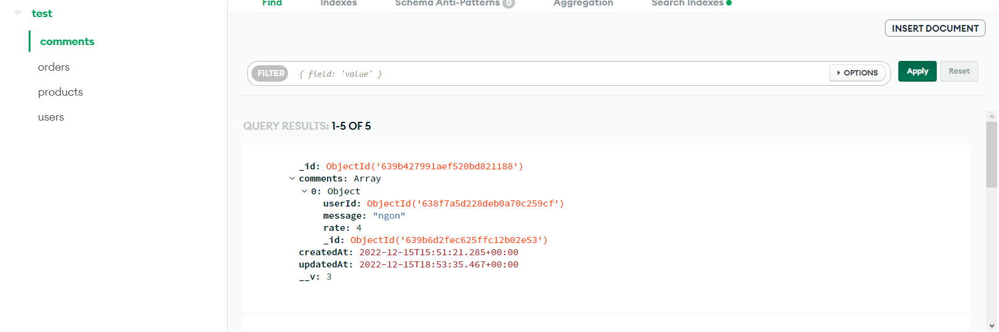 test
comments
orders
products
users
Find Indexes Schema Anti-Patterns 0 Aggregation Search Indexes
INSERT DOCUMENT
FILTER { field: 'value' } OPTIONS Apply Reset
QUERY RESULTS: 1-5 OF 5
_id: ObjectId('639b427991aef520bd821188')
comments: Array
0: Object
userId: ObjectId('638f7a5d228deb0a70c259cf')
message: "ngon"
rate: 4
_id: ObjectId('639b6d2fec625ffc12b02e53')
createdAt: 2022-12-15T15:51:21.285+00:00
updatedAt: 2022-12-15T18:53:35.467+00:00
__v: 3